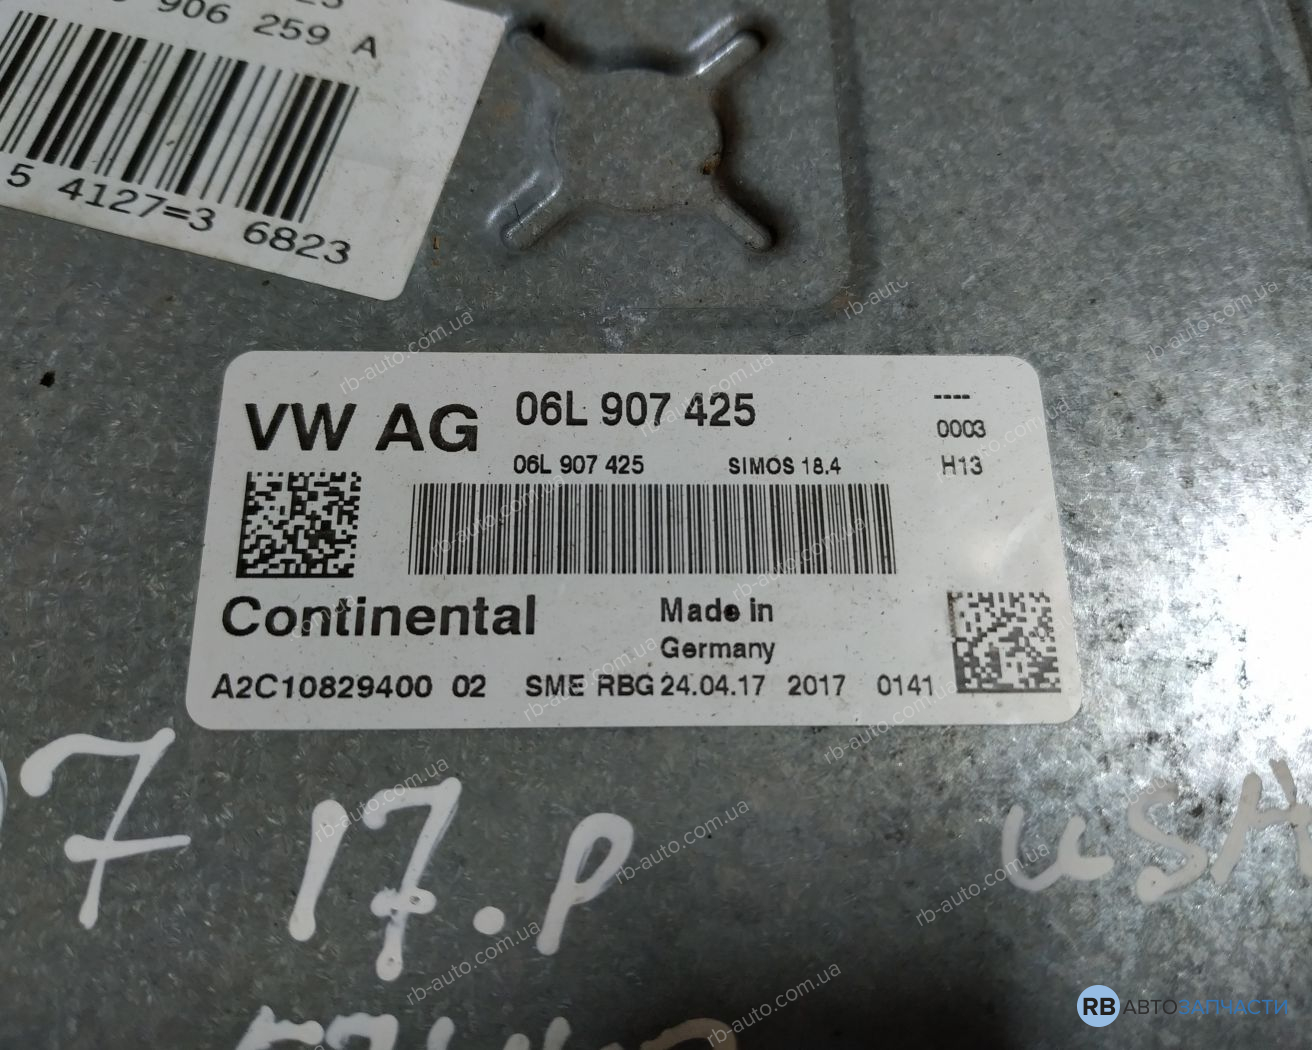 906 259 A
5 4127=3 6823
VW AG
06L 907 425
----
0003
06L 907 425 SIMOS 18.4 H13
Continental
Made in
Germany
A2C10829400 02 SME RBG 24.04.17 2017 0141
7 17.p
USH
rb-auto.com.ua
RB АВТОЗАПЧАСТИ